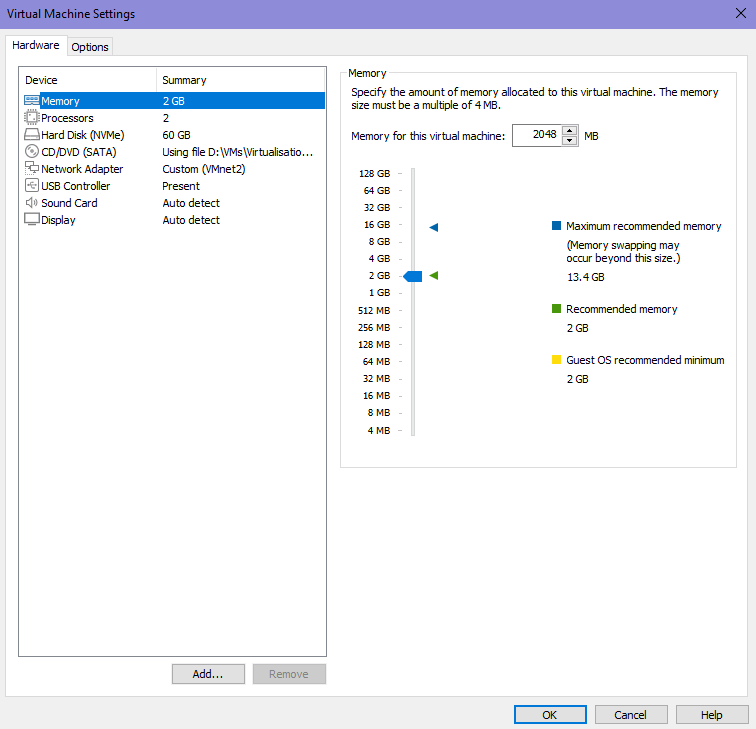 Virtual Machine Settings
Hardware Options
Device Summary
Memory 2 GB
Processors 2
Hard Disk (NVMe) 60 GB
CD/DVD (SATA) Using file D:\VMs\Virtualisatio...
Network Adapter Custom (VMnet2)
USB Controller Present
Sound Card Auto detect
Display Auto detect
Add...
Remove
Memory
Specify the amount of memory allocated to this virtual machine. The memory
size must be a multiple of 4 MB.
Memory for this virtual machine: 2048 MB
128 GB
64 GB
32 GB
16 GB
8 GB
4 GB
2 GB
1 GB
512 MB
256 MB
128 MB
64 MB
32 MB
16 MB
8 MB
4 MB
Maximum recommended memory
(Memory swapping may
occur beyond this size.)
13.4 GB
Recommended memory
2 GB
Guest OS recommended minimum
2 GB
OK
Cancel
Help